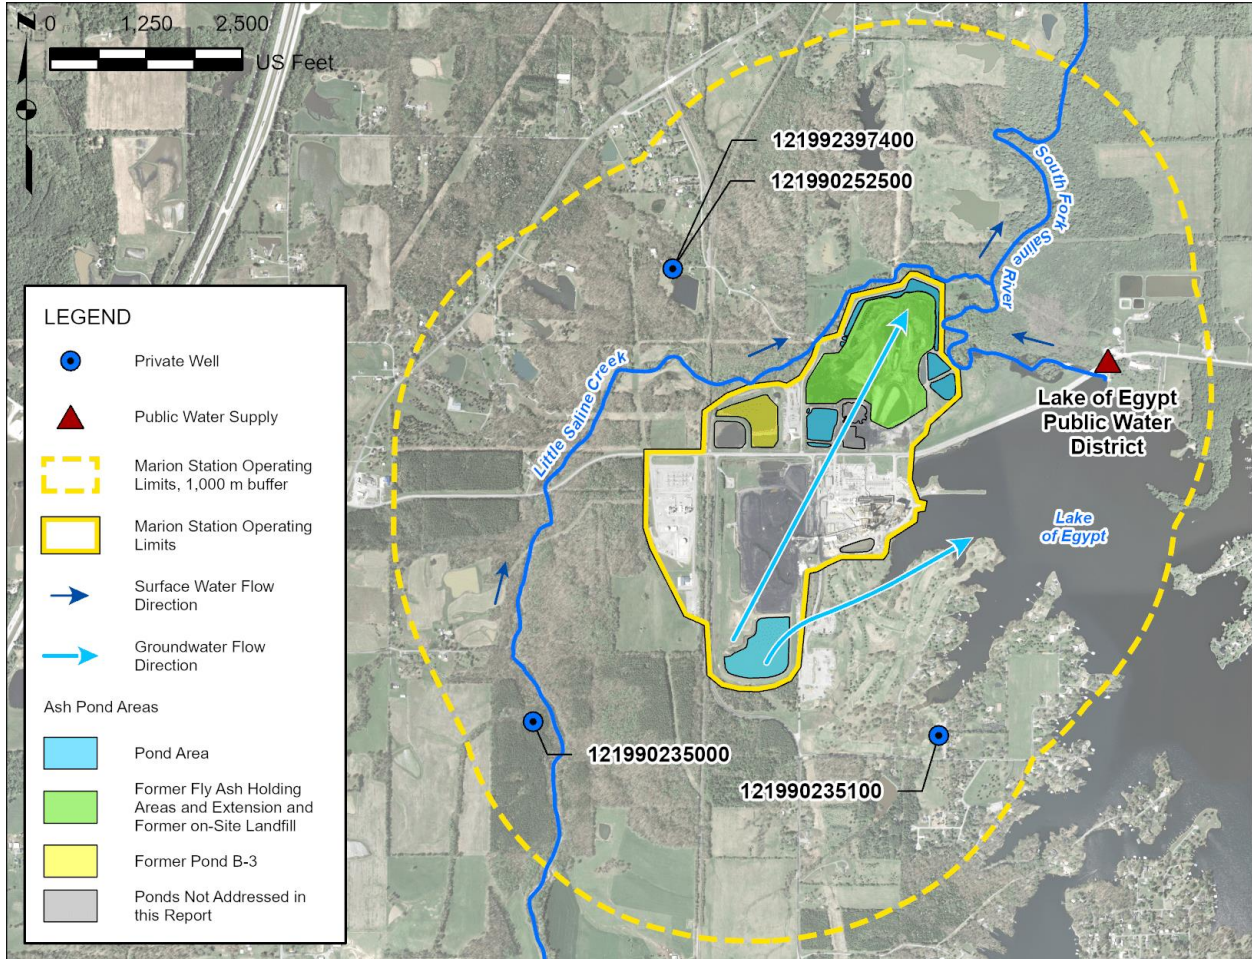 N
0 1,250 2,500
US Feet
121992397400
121990252500
South Fork Saline River
LEGEND
Private Well
Public Water Supply
Marion Station Operating
Limits, 1,000 m buffer
Marion Station Operating
Limits
Surface Water Flow
Direction
Groundwater Flow
Direction
Ash Pond Areas
Pond Area
Former Fly Ash Holding
Areas and Extension and
Former on-Site Landfill
Former Pond B-3
Ponds Not Addressed in
this Report
Little Saline Creek
Lake of Egypt
Public Water
District
Lake
of Egypt
121990235000
121990235100